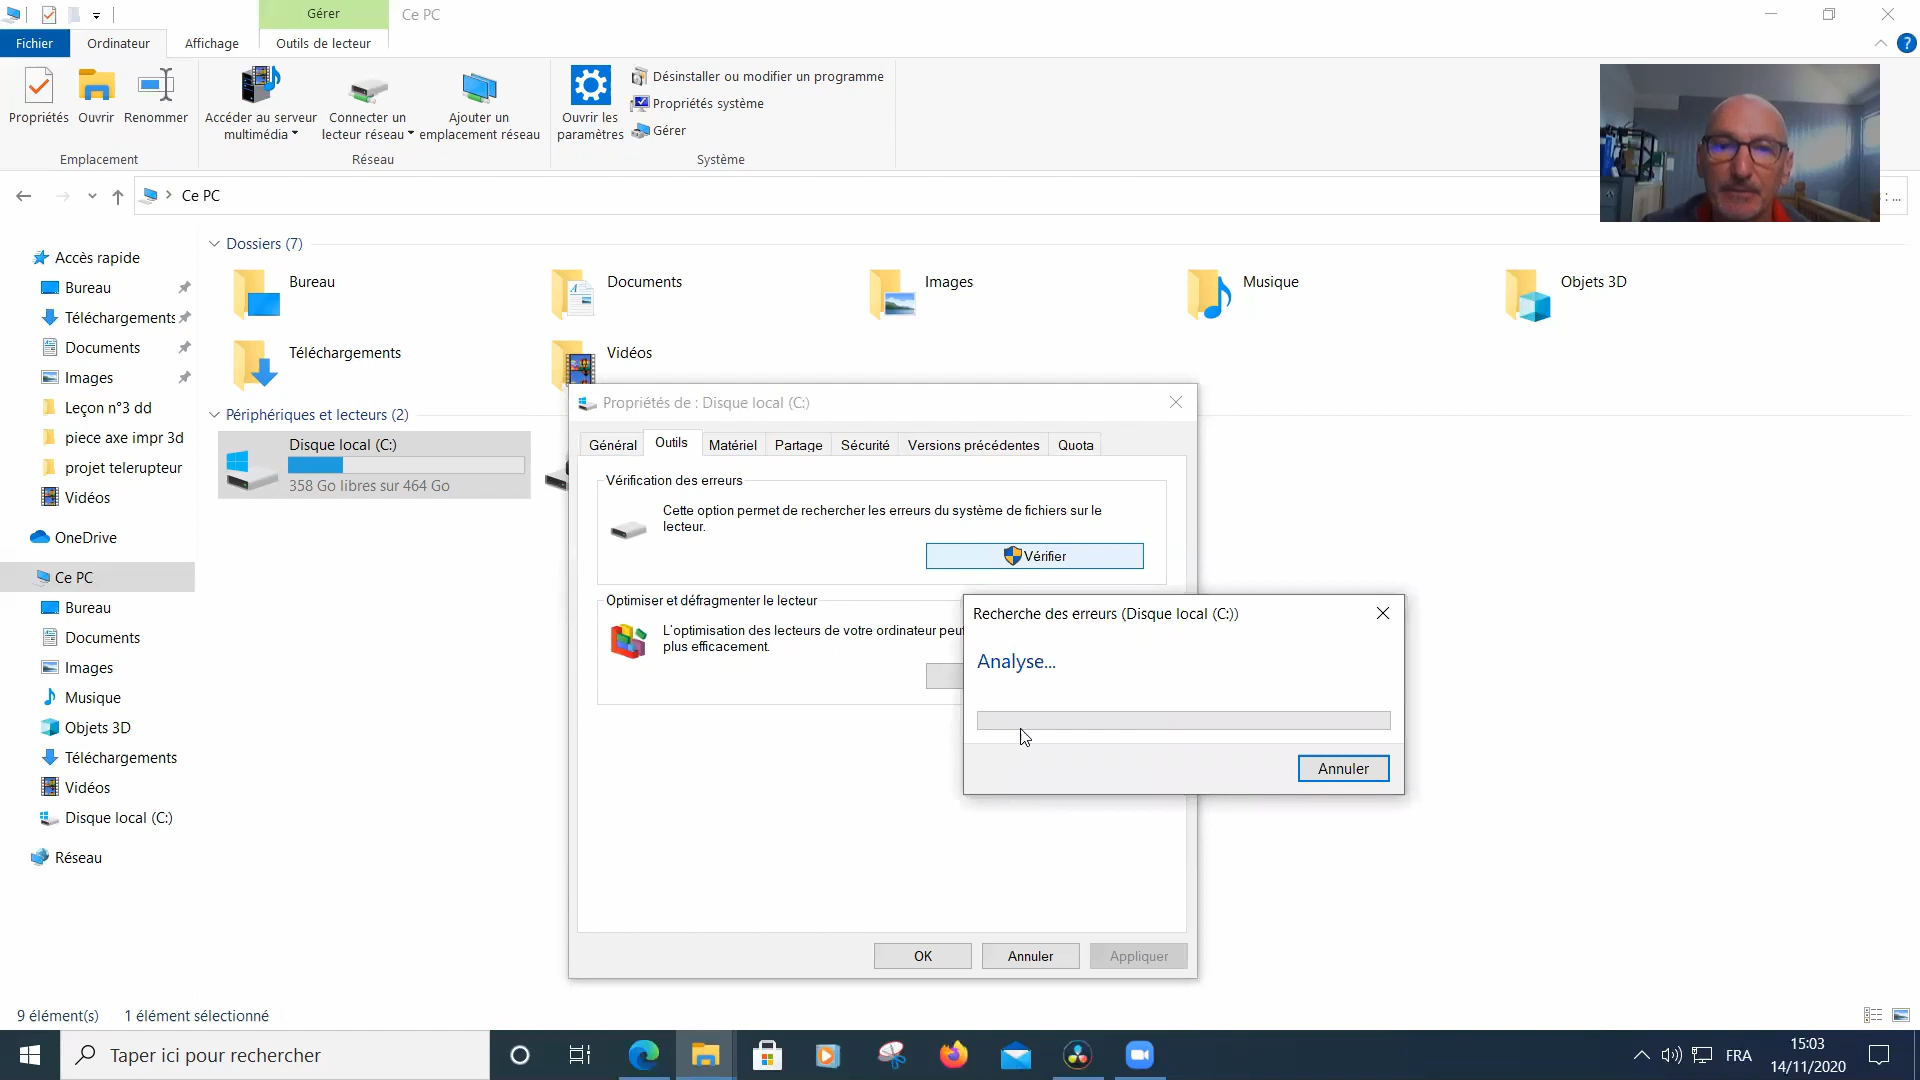 Gérer
Ce PC
Fichier
Ordinateur
Affichage
Outils de lecteur
Propriétés
Ouvrir
Renommer
Emplacement
Accéder au serveur
multimédia
Connecter un
lecteur réseau
Ajouter un
emplacement réseau
Réseau
Ouvrir les
paramètres
Désinstaller ou modifier un programme
Propriétés système
Gérer
Système
Ce PC
Accès rapide
Bureau
Téléchargements
Documents
Images
Leçon n°3 dd
piece axe impr 3d
projet telerupteur
Vidéos
OneDrive
Ce PC
Bureau
Documents
Images
Musique
Objets 3D
Téléchargements
Vidéos
Disque local (C:)
Réseau
Dossiers (7)
Bureau
Documents
Images
Musique
Objets 3D
Téléchargements
Vidéos
Périphériques et lecteurs (2)
Disque local (C:)
358 Go libres sur 464 Go
Propriétés de : Disque local (C:)
Général
Outils
Matériel
Partage
Sécurité
Versions précédentes
Quota
Vérification des erreurs
Cette option permet de rechercher les erreurs du système de fichiers sur le
lecteur.
Vérifier
Optimiser et défragmenter le lecteur
L'optimisation des lecteurs de votre ordinateur peut
plus efficacement.
Recherche des erreurs (Disque local (C:))
Analyse...
Annuler
OK
Annuler
Appliquer
9 élément(s)
1 élément sélectionné
Taper ici pour rechercher
FRA
15:03
14/11/2020